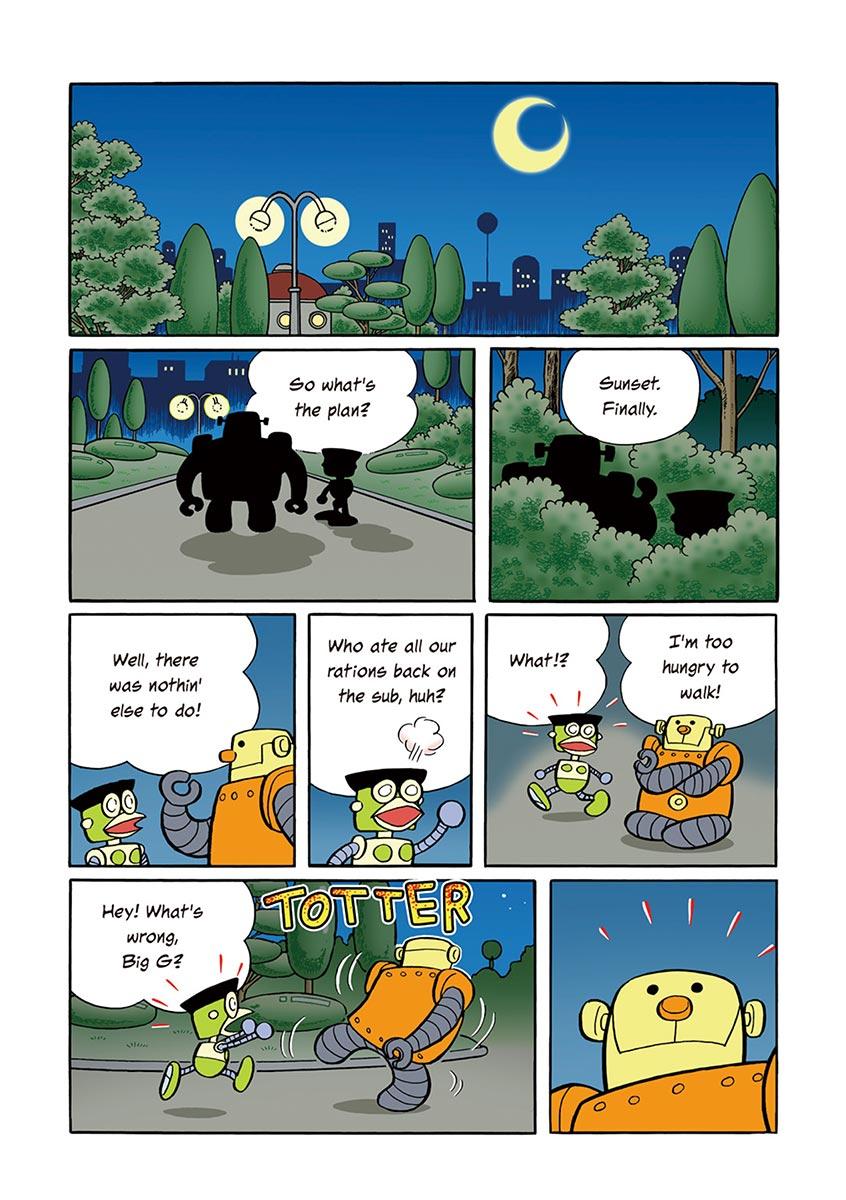 Sunset.
Finally.
So what's
the plan?
I'm too
hungry to
walk!
What!?
Who ate all our
rations back on
the sub, huh?
Well, there
was nothin'
else to do!
TOTTER
Hey! What's
wrong,
Big G?